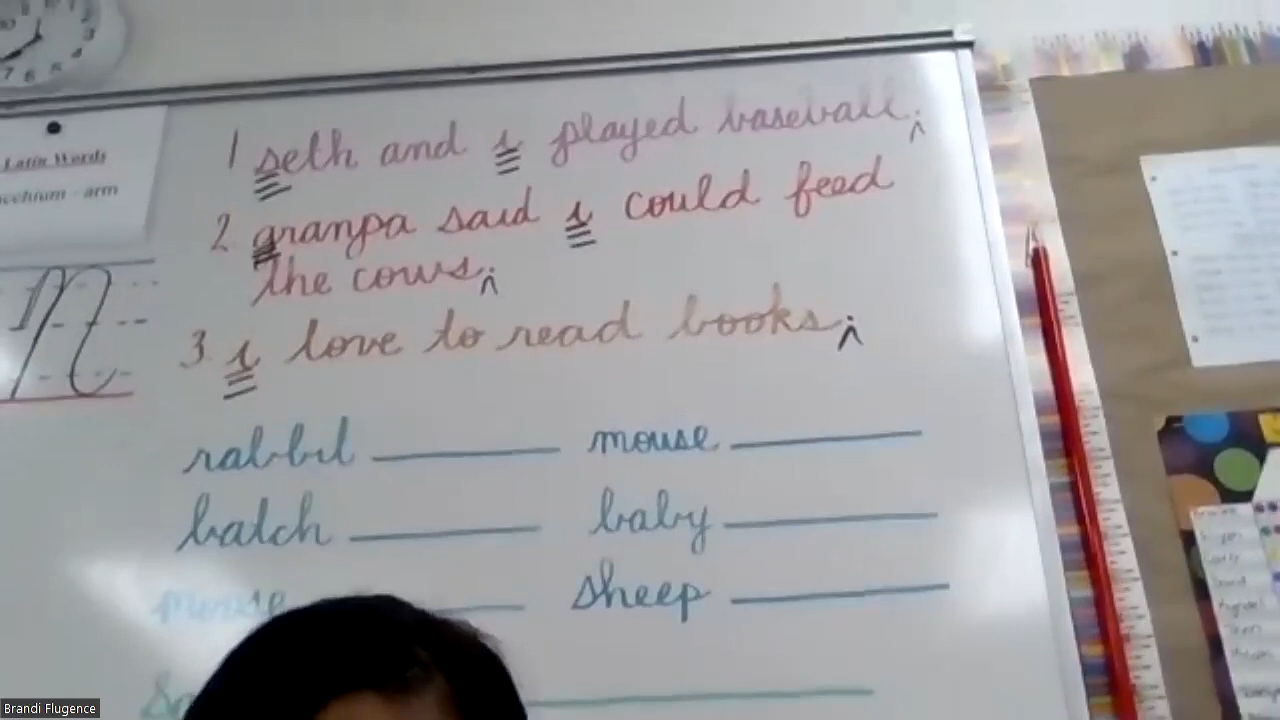 Latin Words
- arm
1 seth and i played baseball.
2 granpa said i could feed
the cows.
3. i love to read books.
rabbit mouse
batch baby
moose sheep
Brandi Flugence